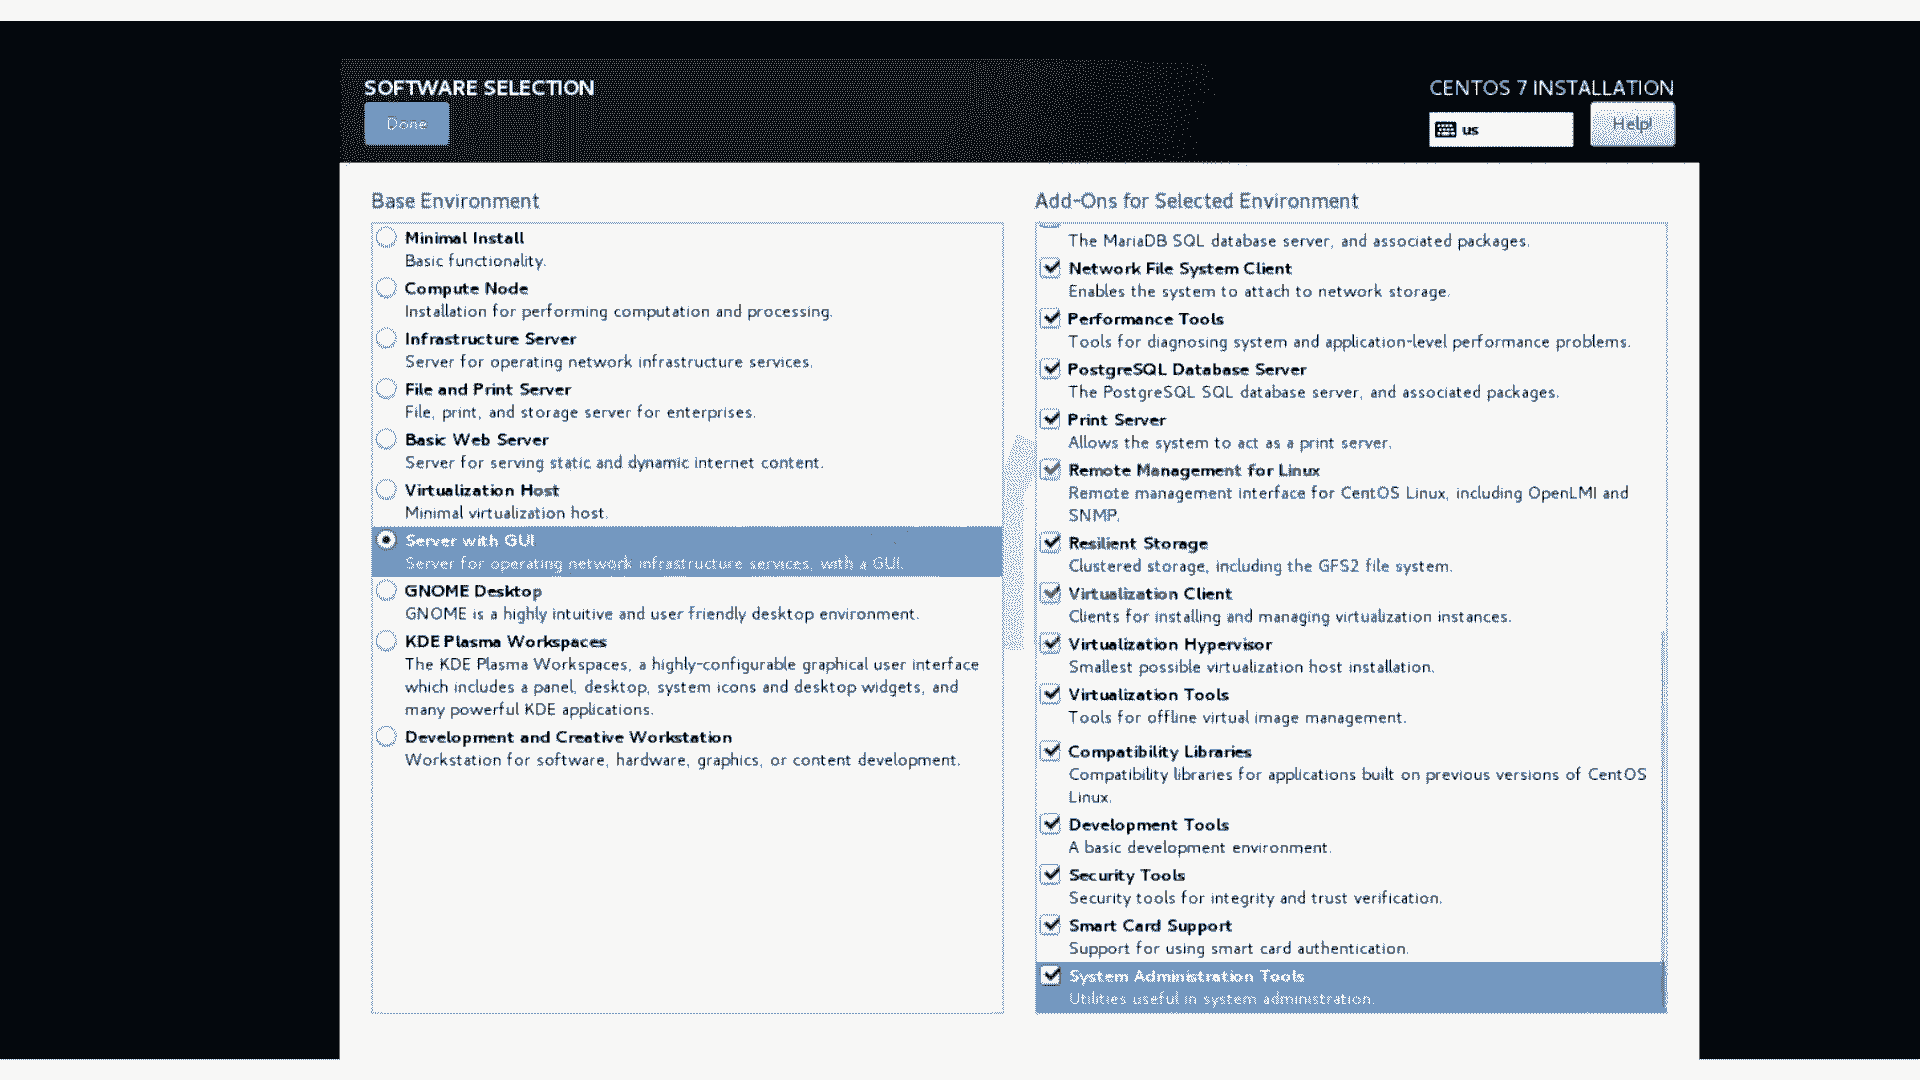 SOFTWARE SELECTION
Done
CENTOS 7 INSTALLATION
us
Help!
Base Environment
Minimal Install
Basic functionality.
Compute Node
Installation for performing computation and processing.
Infrastructure Server
Server for operating network infrastructure services.
File and Print Server
File, print, and storage server for enterprises.
Basic Web Server
Server for serving static and dynamic internet content.
Virtualization Host
Minimal virtualization host.
Server with GUI
Server for operating network infrastructure services, with a GUI.
GNOME Desktop
GNOME is a highly intuitive and user friendly desktop environment.
KDE Plasma Workspaces
The KDE Plasma Workspaces, a highly-configurable graphical user interface
which includes a panel, desktop, system icons and desktop widgets, and
many powerful KDE applications.
Development and Creative Workstation
Workstation for software, hardware, graphics, or content development.
Add-Ons for Selected Environment
The MariaDB SQL database server, and associated packages.
Network File System Client
Enables the system to attach to network storage.
Performance Tools
Tools for diagnosing system and application-level performance problems.
PostgreSQL Database Server
The PostgreSQL SQL database server, and associated packages.
Print Server
Allows the system to act as a print server.
Remote Management for Linux
Remote management interface for CentOS Linux, including OpenLMI and
SNMP.
Resilient Storage
Clustered storage, including the GFS2 file system.
Virtualization Client
Clients for installing and managing virtualization instances.
Virtualization Hypervisor
Smallest possible virtualization host installation.
Virtualization Tools
Tools for offline virtual image management.
Compatibility Libraries
Compatibility libraries for applications built on previous versions of CentOS
Linux.
Development Tools
A basic development environment.
Security Tools
Security tools for integrity and trust verification.
Smart Card Support
Support for using smart card authentication.
System Administration Tools
Utilities useful in system administration.